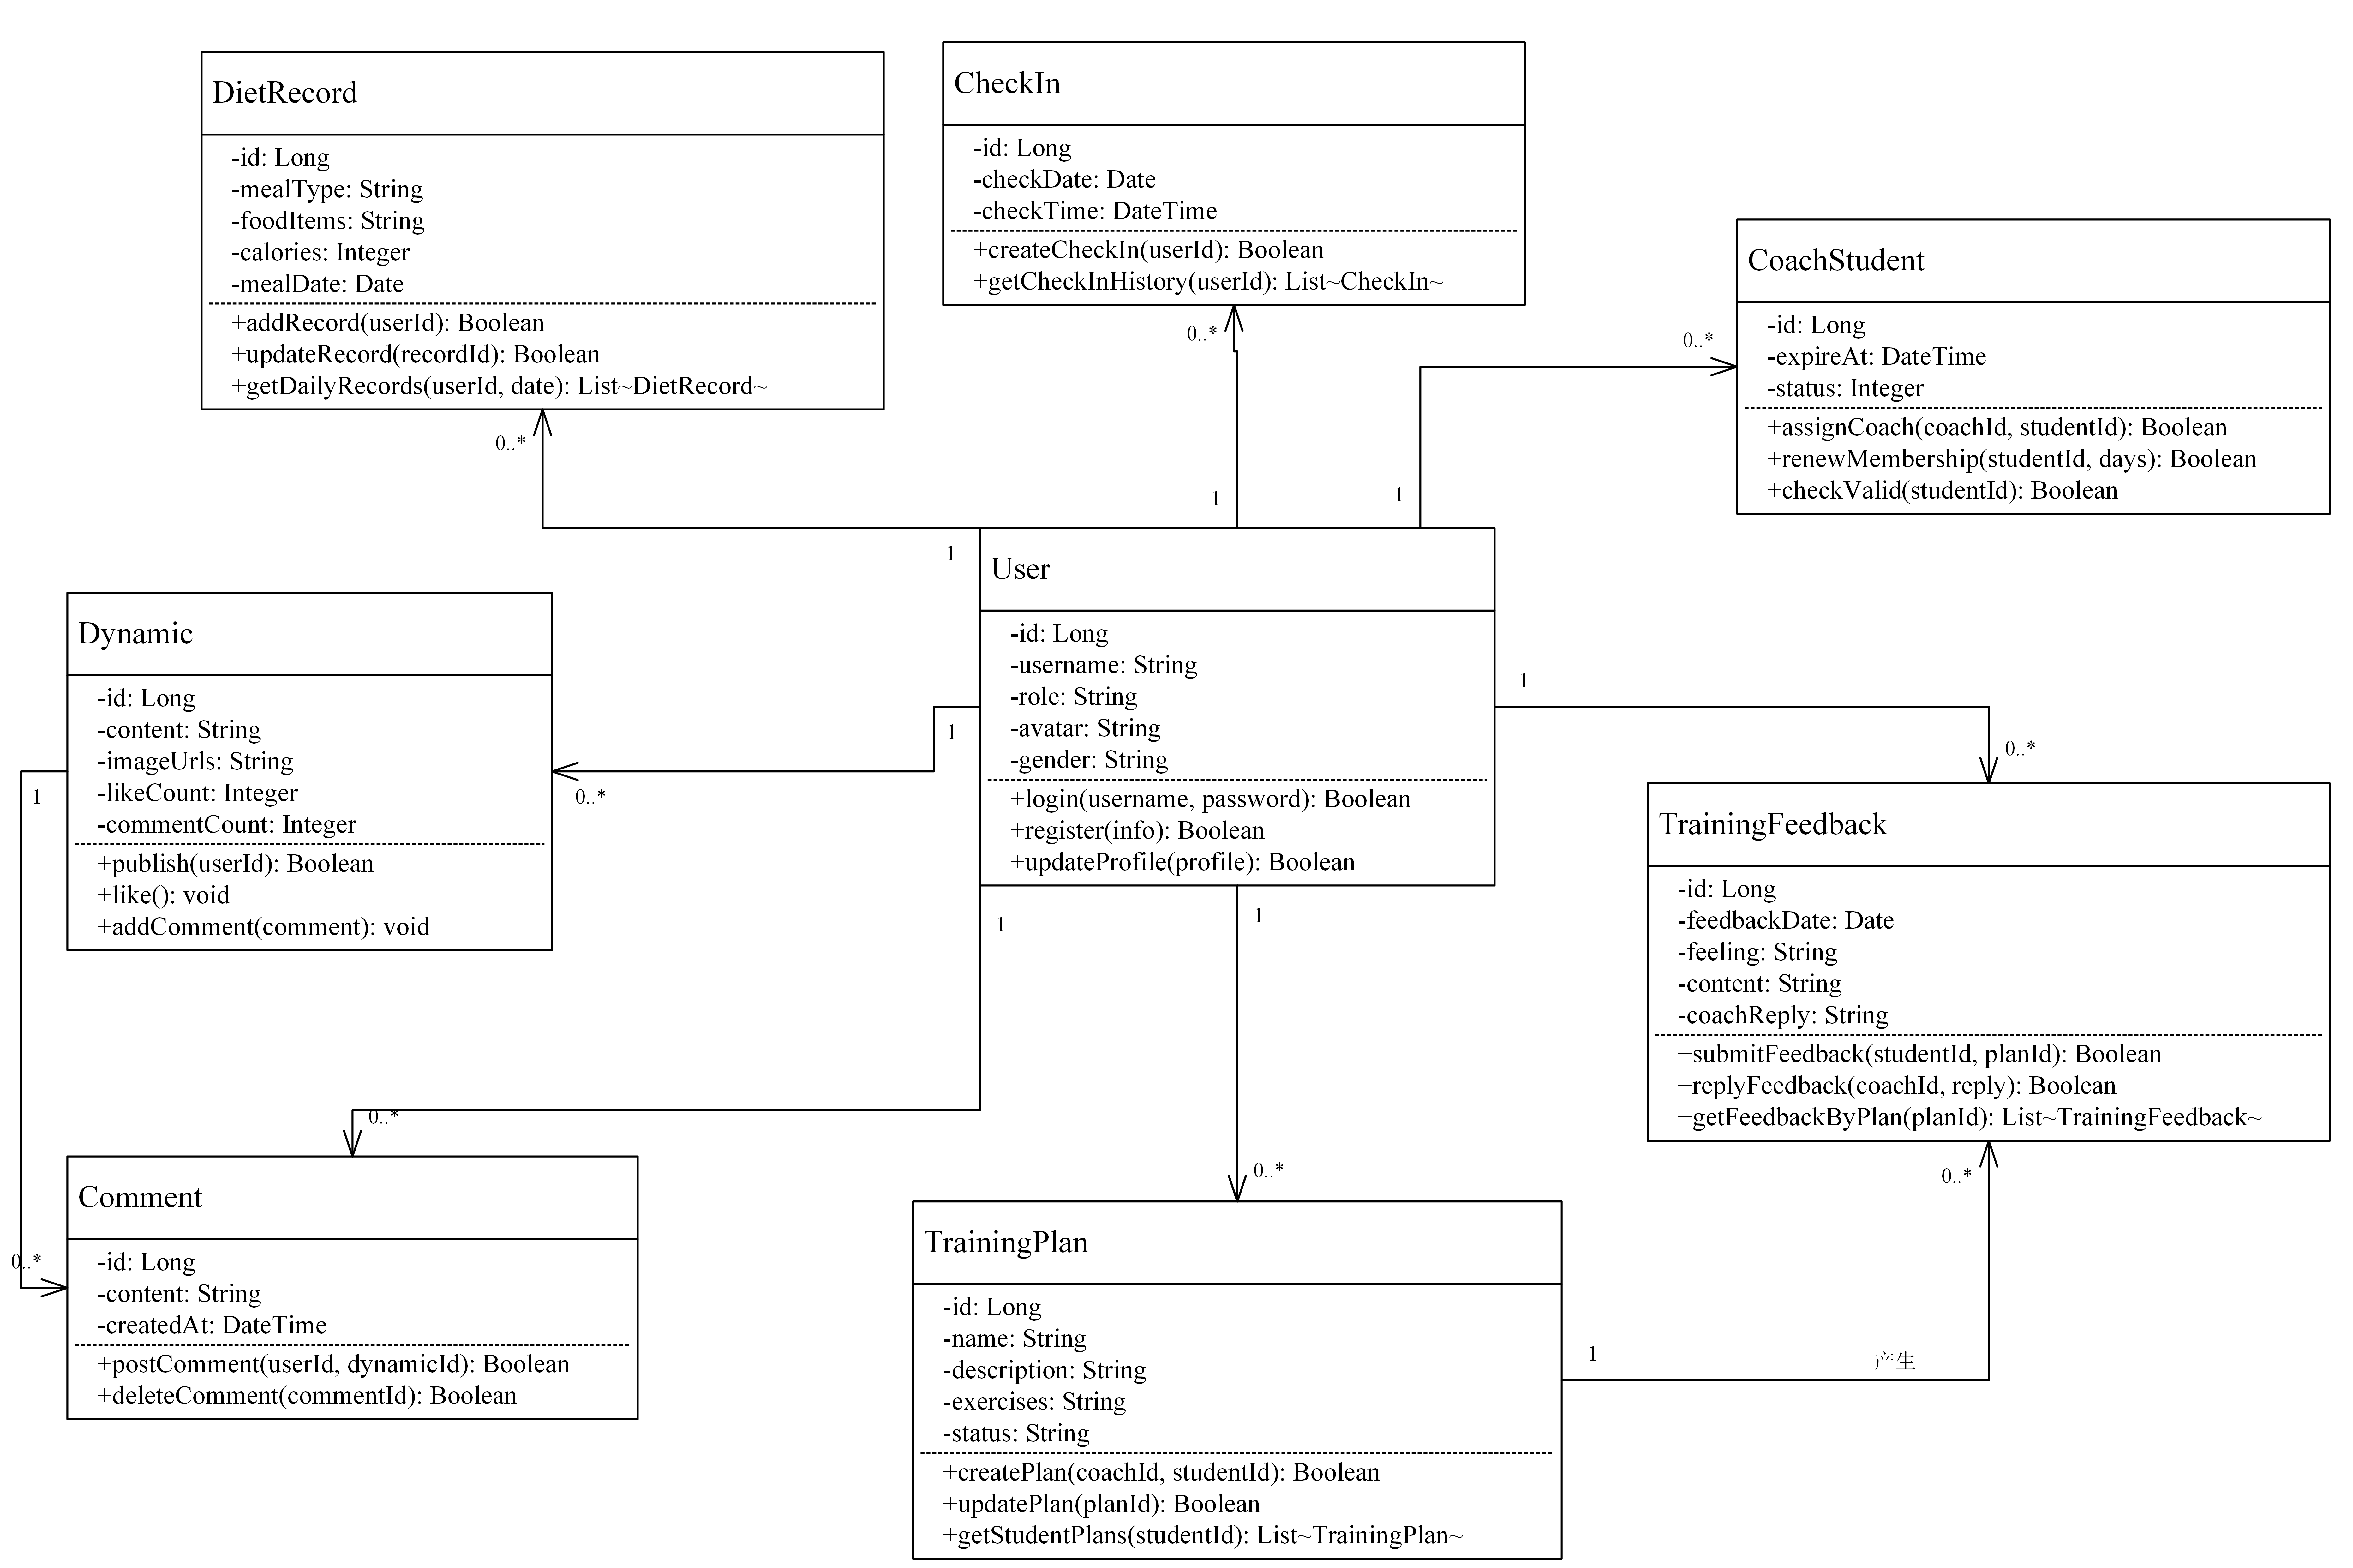 DietRecord
-id: Long
-mealType: String
-foodItems: String
-calories: Integer
-mealDate: Date
+addRecord(userId): Boolean
+updateRecord(recordId): Boolean
+getDailyRecords(userId, date): List~DietRecord~
0..*
1
CheckIn
-id: Long
-checkDate: Date
-checkTime: DateTime
+createCheckIn(userId): Boolean
+getCheckInHistory(userId): List~CheckIn~
0..*
1
CoachStudent
-id: Long
-expireAt: DateTime
-status: Integer
+assignCoach(coachId, studentId): Boolean
+renewMembership(studentId, days): Boolean
+checkValid(studentId): Boolean
0..*
1
User
-id: Long
-username: String
-role: String
-avatar: String
-gender: String
+login(username, password): Boolean
+register(info): Boolean
+updateProfile(profile): Boolean
Dynamic
-id: Long
-content: String
-imageUrls: String
-likeCount: Integer
-commentCount: Integer
+publish(userId): Boolean
+like(): void
+addComment(comment): void
1
0..*
1
0..*
1
0..*
TrainingFeedback
-id: Long
-feedbackDate: Date
-feeling: String
-content: String
-coachReply: String
+submitFeedback(studentId, planId): Boolean
+replyFeedback(coachId, reply): Boolean
+getFeedbackByPlan(planId): List~TrainingFeedback~
0..*
1
0..*
Comment
-id: Long
-content: String
-createdAt: DateTime
+postComment(userId, dynamicId): Boolean
+deleteComment(commentId): Boolean
1
0..*
TrainingPlan
-id: Long
-name: String
-description: String
-exercises: String
-status: String
+createPlan(coachId, studentId): Boolean
+updatePlan(planId): Boolean
+getStudentPlans(studentId): List~TrainingPlan~
1
产生